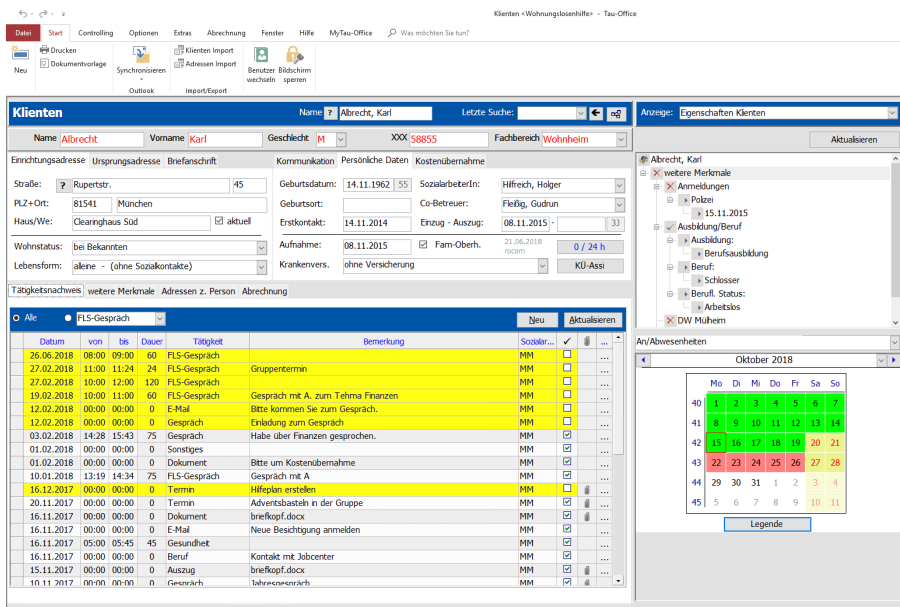 Klienten <Wohnungslosenhilfe> - Tau-Office
Datei Start Controlling Optionen Extras Abrechnung Fenster Hilfe MyTau-Office Was möchten Sie tun?
Neu
Drucken
Dokumentvorlage
Synchronisieren
Outlook
Klienten Import
Adressen Import
Import/Export
Benutzer wechseln
Bildschirm sperren
Klienten Name ? Albrecht, Karl Letzte Suche:
Name Albrecht Vorname Karl Geschlecht M XXX 58855 Fachbereich Wohnheim
Einrichtungsadresse Ursprungsadresse Briefanschrift Kommunikation Persönliche Daten Kostenübernahme
Straße: ? Rupertstr. 45 Geburtsdatum: 14.11.1962 55 SozialarbeiterIn: Hilfreich, Holger
PLZ+Ort: 81541 München Geburtsort: Co-Betreuer: Fleißig, Gudrun
Haus/We: Clearinghaus Süd aktuell Erstkontakt: 14.11.2014 Einzug - Auszug: 08.11.2015 - 3J
Wohnstatus: bei Bekannten Aufnahme: 08.11.2015 Fam-Oberh. 21.06.2018 rocom 0 / 24 h
Lebensform: alleine - (ohne Sozialkontakte) Krankenvers. ohne Versicherung KÜ-Assi
Tätigkeitsnachweis weitere Merkmale Adressen z. Person Abrechnung
Alle FLS-Gespräch Neu Aktualisieren
Datum von bis Dauer Tätigkeit Bemerkung Sozialar... ✓ ...
26.06.2018 08:00 09:00 60 FLS-Gespräch MM ...
27.02.2018 11:00 11:24 24 FLS-Gespräch Gruppentermin MM ...
27.02.2018 10:00 12:00 120 FLS-Gespräch MM ...
19.02.2018 10:00 11:00 60 FLS-Gespräch Gespräch mit A. zum Tehma Finanzen MM ...
12.02.2018 00:00 00:00 0 E-Mail Bitte kommen Sie zum Gespräch. MM ...
12.02.2018 00:00 00:00 0 Gespräch Einladung zum Gespräch MM ...
03.02.2018 14:28 15:43 75 Gespräch Habe über Finanzen gesprochen. MM ...
01.02.2018 00:00 00:00 0 Sonstiges MM ...
01.02.2018 00:00 00:00 0 Dokument Bitte um Kostenübernahme MM ...
10.01.2018 13:19 14:34 75 FLS-Gespräch Gespräch mit A MM ...
16.12.2017 00:00 00:00 0 Termin Hilfeplan erstellen MM ...
20.11.2017 00:00 00:00 0 Termin Adventsbasteln in der Gruppe MM ...
16.11.2017 00:00 00:00 0 Dokument briefkopf.docx MM ...
16.11.2017 00:00 00:00 0 E-Mail Neue Besichtigung anmelden MM ...
16.11.2017 05:00 05:45 45 Gesundheit MM ...
16.11.2017 00:00 00:00 0 Beruf Kontakt mit Jobcenter MM ...
15.11.2017 00:00 00:00 0 Auszug briefkopf.docx MM ...
10.11.2017 00:00 00:00 0 Gespräch Jahresgespräch MM ...
Anzeige: Eigenschaften Klienten
Aktualisieren
Albrecht, Karl
weitere Merkmale
Anmeldungen
Polizei
15.11.2015
Ausbildung/Beruf
Ausbildung:
Berufsausbildung
Beruf:
Schlosser
Berufl. Status:
Arbeitslos
DW Mülheim
An/Abwesenheiten
Oktober 2018
Mo Di Mi Do Fr Sa So
40 1 2 3 4 5 6 7
41 8 9 10 11 12 13 14
42 15 16 17 18 19 20 21
43 22 23 24 25 26 27 28
44 29 30 31 1 2 3 4
45 5 6 7 8 9 10 11
Legende